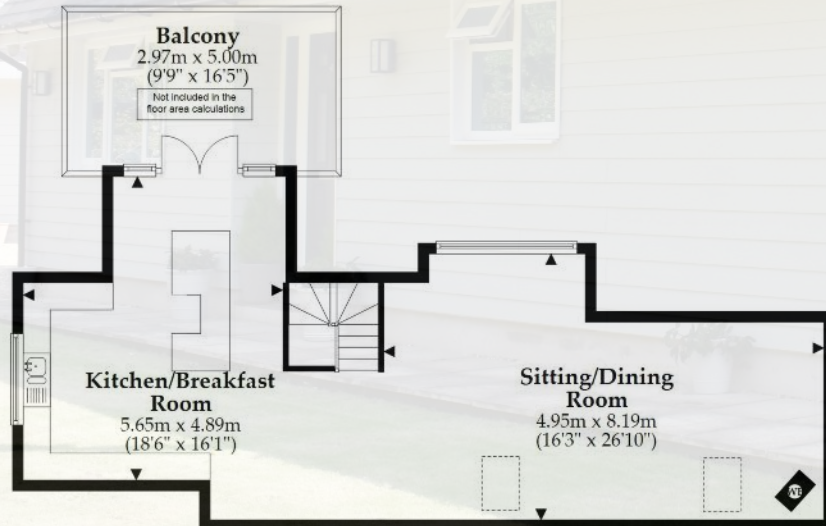 Balcony
2.97m x 5.00m
(9'9" x 16'5")
Not included in the
floor area calculations
Kitchen/Breakfast
Room
5.65m x 4.89m
(18'6" x 16'1")
Sitting/Dining
Room
4.95m x 8.19m
(16'3" x 26'10")